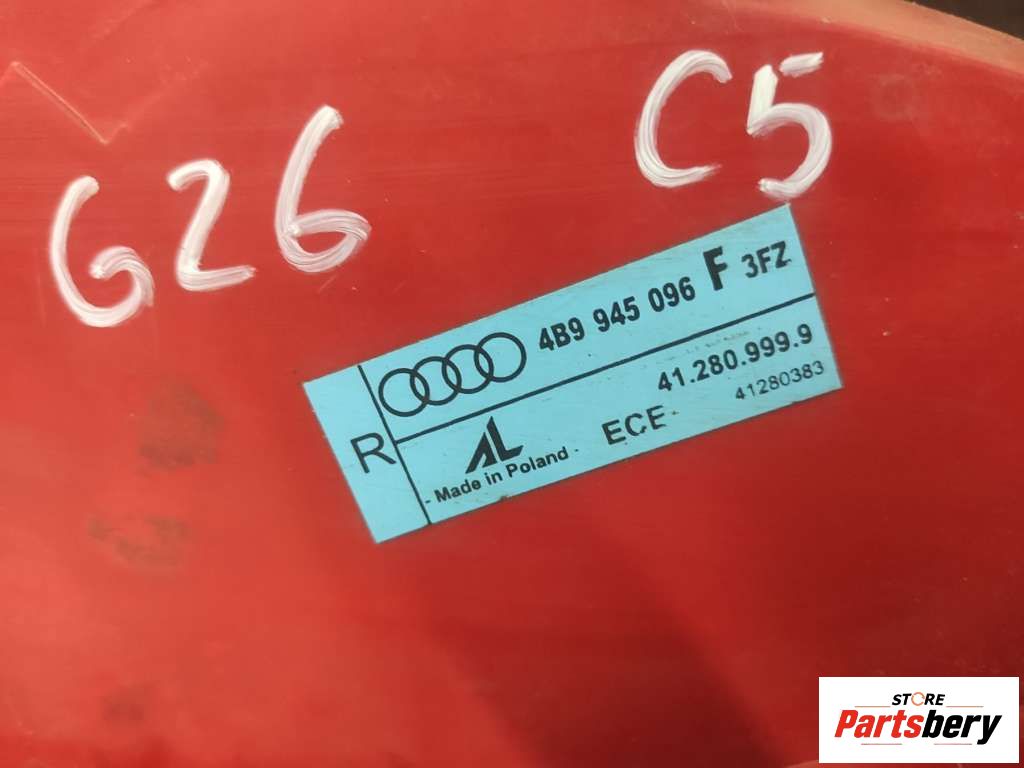 G26
C5
4B9 945 096 F 3FZ
R
41.280.999.9
41280383
AL
ECE
- Made in Poland -
STORE
Partsbery